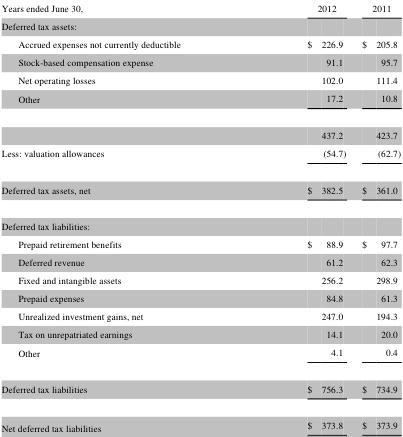 Years ended June 30, 2012 2011
Deferred tax assets:
Accrued expenses not currently deductible $ 226.9 $ 205.8
Stock-based compensation expense 91.1 95.7
Net operating losses 102.0 111.4
Other 17.2 10.8
437.2 423.7
Less: valuation allowances (54.7) (62.7)
Deferred tax assets, net $ 382.5 $ 361.0
Deferred tax liabilities:
Prepaid retirement benefits $ 88.9 $ 97.7
Deferred revenue 61.2 62.3
Fixed and intangible assets 256.2 298.9
Prepaid expenses 84.8 61.3
Unrealized investment gains, net 247.0 194.3
Tax on unrepatriated earnings 14.1 20.0
Other 4.1 0.4
Deferred tax liabilities $ 756.3 $ 734.9
Net deferred tax liabilities $ 373.8 $ 373.9